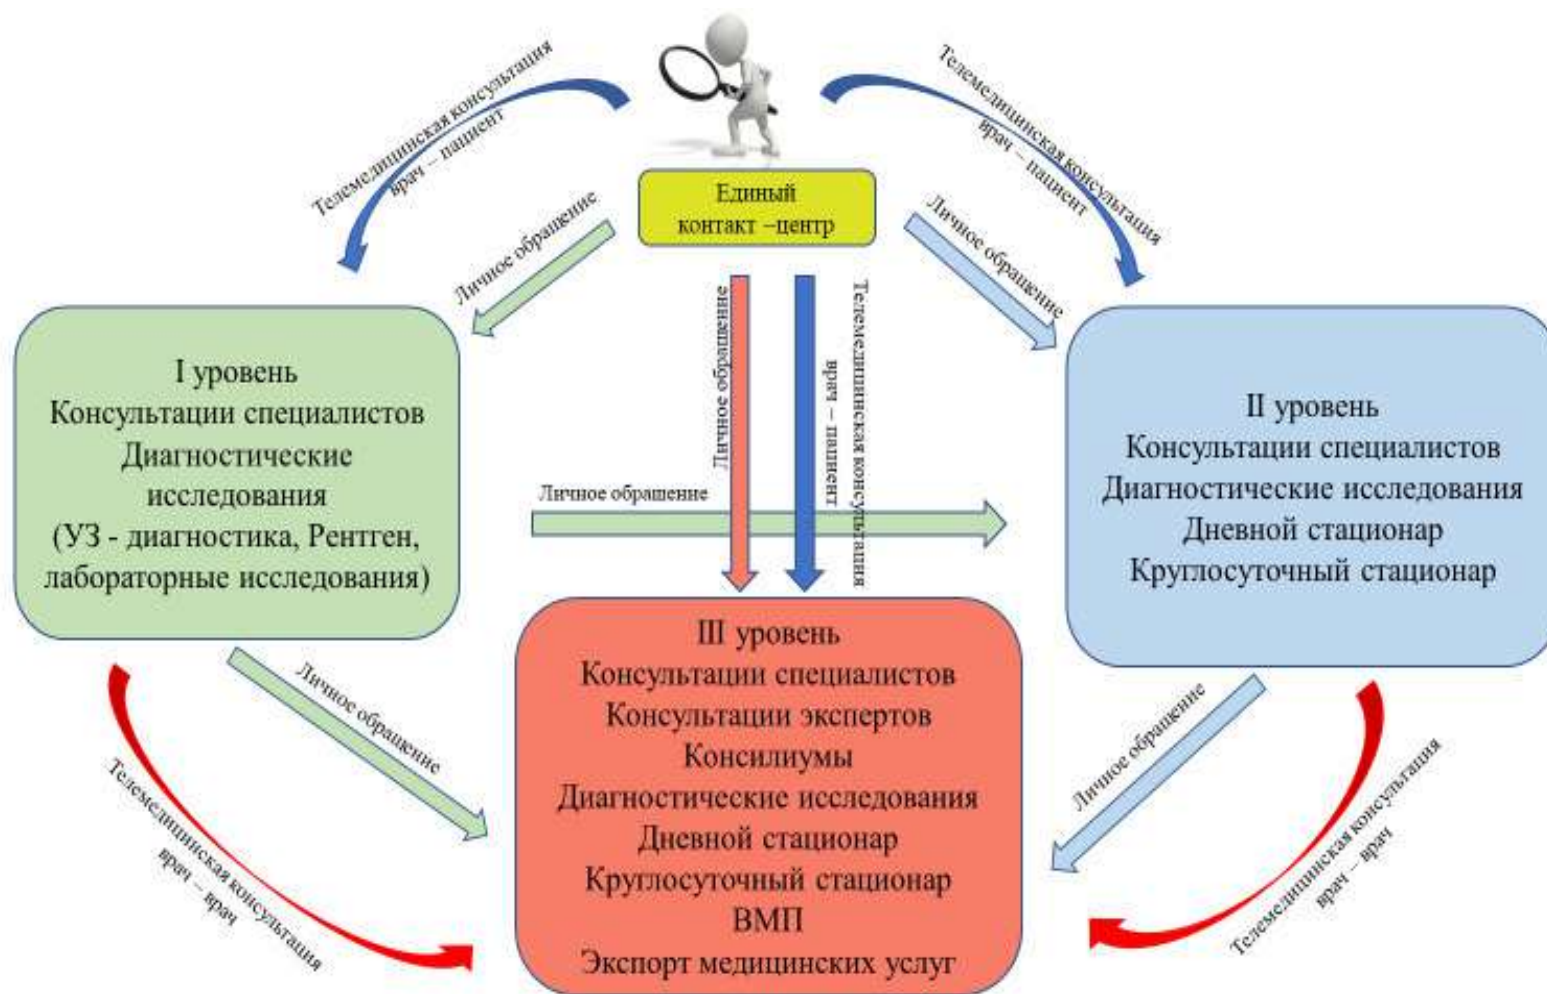 Телемедицинская консультация
врач – пациент
Телемедицинская консультация
врач – пациент
Единый
контакт –центр
Личное обращение
Личное обращение
Личное обращение
Телемедицинская консультация
врач – пациент
I уровень
Консультации специалистов
Диагностические
исследования
(УЗ - диагностика, Рентген,
лабораторные исследования)
Личное обращение
II уровень
Консультации специалистов
Диагностические исследования
Дневной стационар
Круглосуточный стационар
III уровень
Консультации специалистов
Консультации экспертов
Консилиумы
Диагностические исследования
Дневной стационар
Круглосуточный стационар
ВМП
Экспорт медицинских услуг
Личное обращение
Телемедицинская консультация
врач – врач
Личное обращение
Телемедицинская консультация
врач – врач